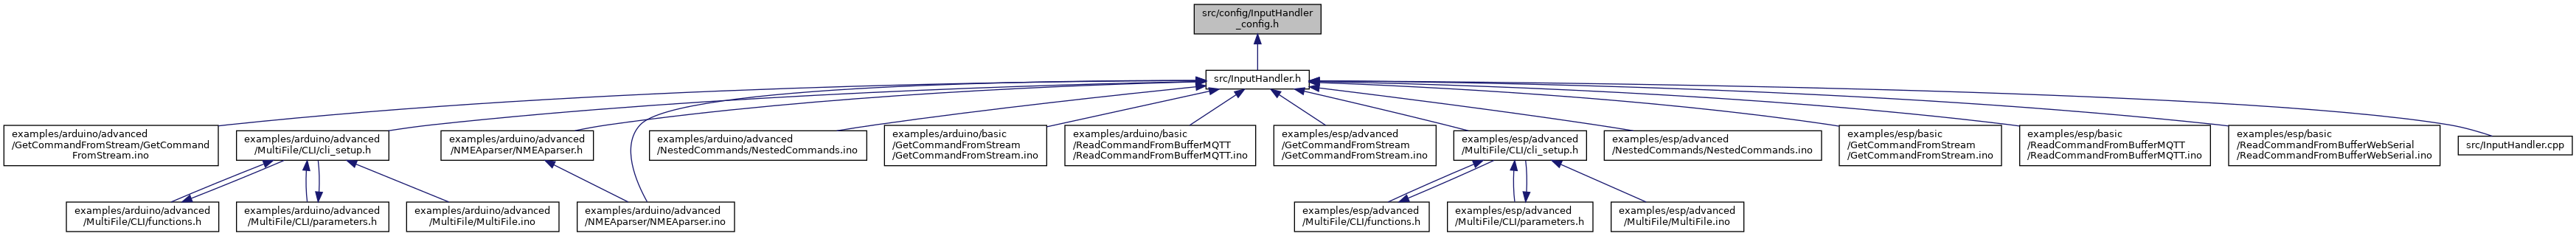 src/config/InputHandler
_config.h
src/InputHandler.h
examples/arduino/advanced
/GetCommandFromStream/GetCommand
FromStream.ino
examples/arduino/advanced
/MultiFile/CLI/cli_setup.h
examples/arduino/advanced
/NMEAparser/NMEAparser.h
examples/arduino/advanced
/NestedCommands/NestedCommands.ino
examples/arduino/basic
/GetCommandFromStream
/GetCommandFromStream.ino
examples/arduino/basic
/ReadCommandFromBufferMQTT
/ReadCommandFromBufferMQTT.ino
examples/esp/advanced
/GetCommandFromStream
/GetCommandFromStream.ino
examples/esp/advanced
/MultiFile/CLI/cli_setup.h
examples/esp/advanced
/NestedCommands/NestedCommands.ino
examples/esp/basic
/GetCommandFromStream
/GetCommandFromStream.ino
examples/esp/basic
/ReadCommandFromBufferMQTT
/ReadCommandFromBufferMQTT.ino
examples/esp/basic
/ReadCommandFromBufferWebSerial
/ReadCommandFromBufferWebSerial.ino
src/InputHandler.cpp
examples/arduino/advanced
/MultiFile/CLI/functions.h
examples/arduino/advanced
/MultiFile/CLI/parameters.h
examples/arduino/advanced
/MultiFile/MultiFile.ino
examples/arduino/advanced
/NMEAparser/NMEAparser.ino
examples/esp/advanced
/MultiFile/CLI/functions.h
examples/esp/advanced
/MultiFile/CLI/parameters.h
examples/esp/advanced
/MultiFile/MultiFile.ino